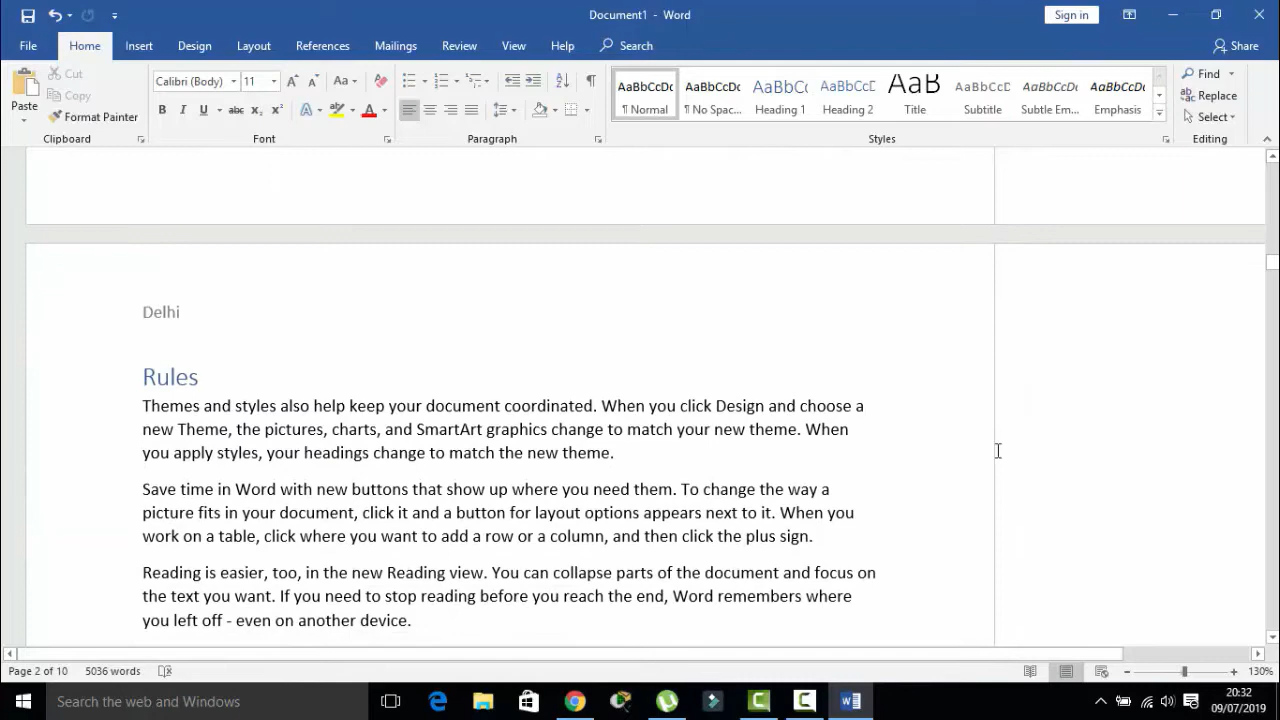 Document1 - Word
Sign in
File Home Insert Design Layout References Mailings Review View Help Search Share
Paste
Cut
Copy
Format Painter
Clipboard
Calibri (Body) 11
Font
Paragraph
AaBbCcDc AaBbCcDc AaBbCc AaBbCcD AaB AaBbCcD AaBbCcDc AaBbCcDc
¶ Normal ¶ No Spac... Heading 1 Heading 2 Title Subtitle Subtle Em... Emphasis
Styles
Find
Replace
Select
Editing
Delhi
Rules
Themes and styles also help keep your document coordinated. When you click Design and choose a
new Theme, the pictures, charts, and SmartArt graphics change to match your new theme. When
you apply styles, your headings change to match the new theme.
Save time in Word with new buttons that show up where you need them. To change the way a
picture fits in your document, click it and a button for layout options appears next to it. When you
work on a table, click where you want to add a row or a column, and then click the plus sign.
Reading is easier, too, in the new Reading view. You can collapse parts of the document and focus on
the text you want. If you need to stop reading before you reach the end, Word remembers where
you left off - even on another device.
Page 2 of 10 5036 words 130%
Search the web and Windows
20:32
09/07/2019